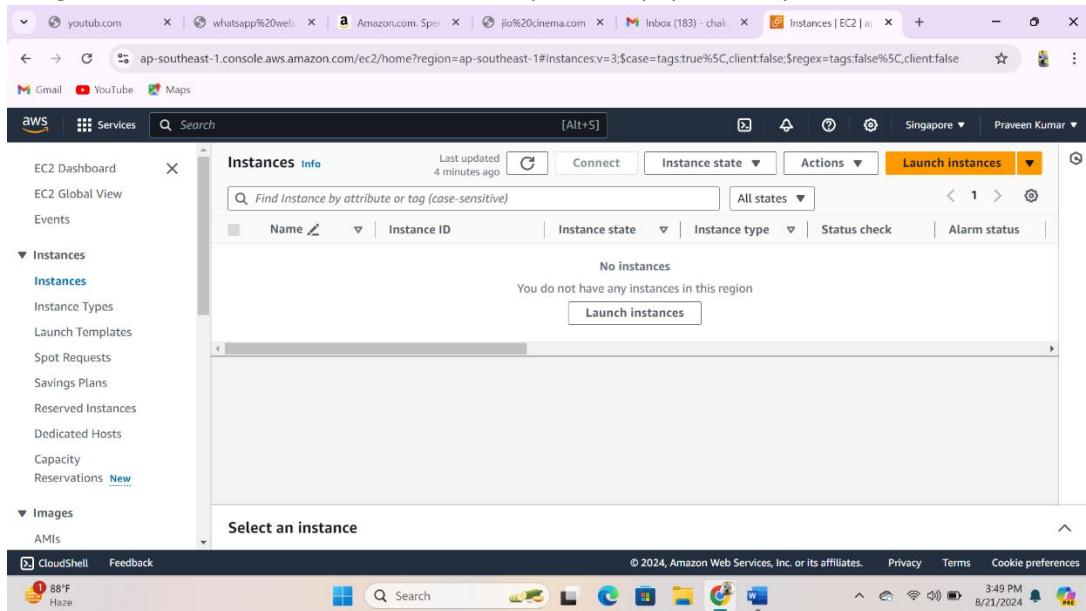 youtub.com
whatsapp%20web.
Amazon.com. Spen
jio%20cinema.com
Inbox (183) - chak
Instances | EC2 | ap
ap-southeast-1.console.aws.amazon.com/ec2/home?region=ap-southeast-1#Instances:v=3;$case=tags:true%5C,client:false;$regex=tags:false%5C,client:false
Gmail YouTube Maps
aws Services Search [Alt+S] Singapore Praveen Kumar
EC2 Dashboard
EC2 Global View
Events
Instances
Instances
Instance Types
Launch Templates
Spot Requests
Savings Plans
Reserved Instances
Dedicated Hosts
Capacity
Reservations New
Images
AMIs
Instances Info
Last updated
4 minutes ago
Connect Instance state Actions Launch instances
Find Instance by attribute or tag (case-sensitive) All states 1
Name Instance ID Instance state Instance type Status check Alarm status
No instances
You do not have any instances in this region
Launch instances
Select an instance
CloudShell Feedback © 2024, Amazon Web Services, Inc. or its affiliates. Privacy Terms Cookie preferences
1
88°F
Haze
Search
3:49 PM
8/21/2024
PRE